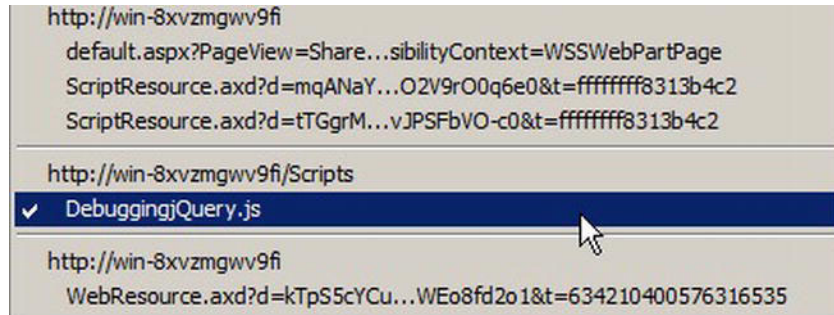 http://win-8xvzmgwv9fi
default.aspx?PageView=Share...sibilityContext=WSSWebPartPage
ScriptResource.axd?d=mqANaY...O2V9rO0q6e0&t=ffffffff8313b4c2
ScriptResource.axd?d=tTGgrM...vJPSFbVO-c0&t=ffffffff8313b4c2
http://win-8xvzmgwv9fi/Scripts
DebuggingjQuery.js
http://win-8xvzmgwv9fi
WebResource.axd?d=kTpS5cYCu...WEo8fd2o1&t=634210400576316535